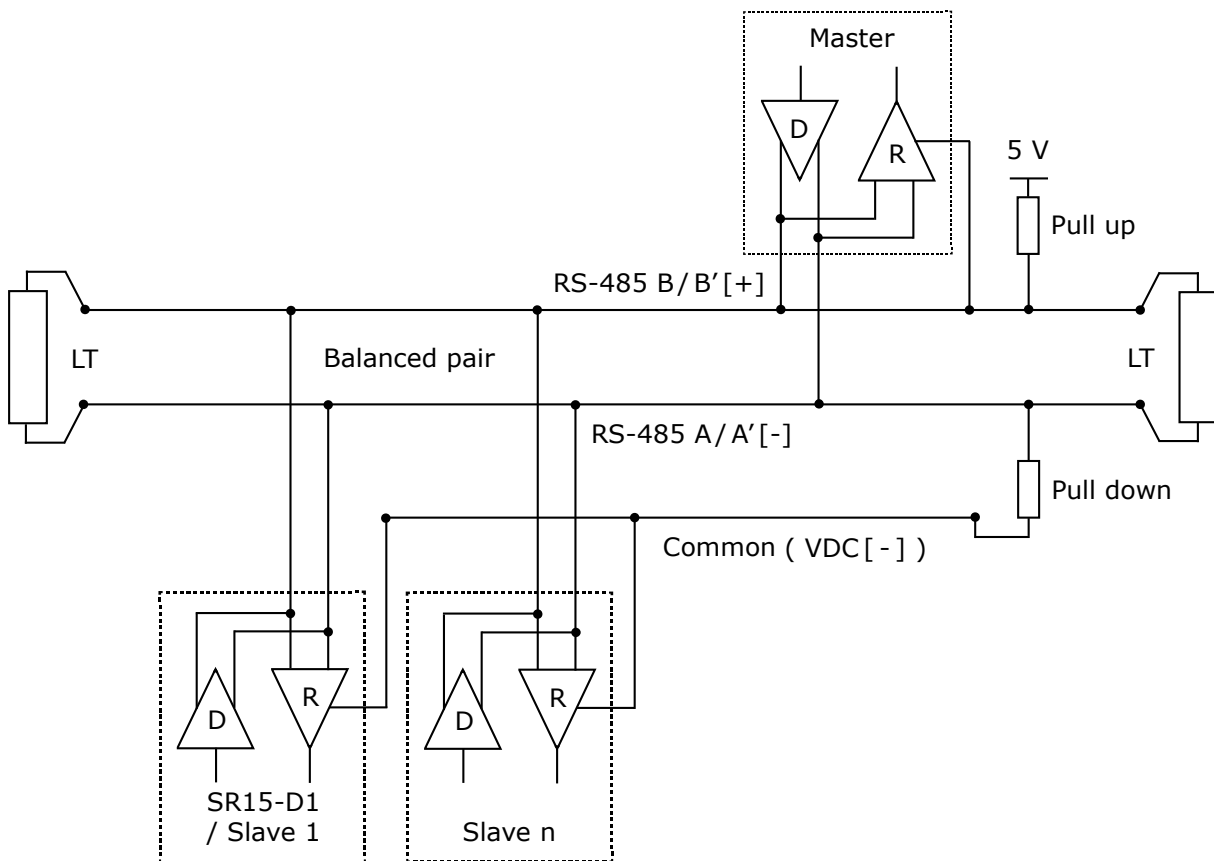 Master
D
R
5 V
Pull up
RS-485 B/B′[+]
LT
Balanced pair
LT
RS-485 A/A′[-]
Pull down
Common ( VDC[-] )
D
R
D
R
SR15-D1
/ Slave 1
Slave n